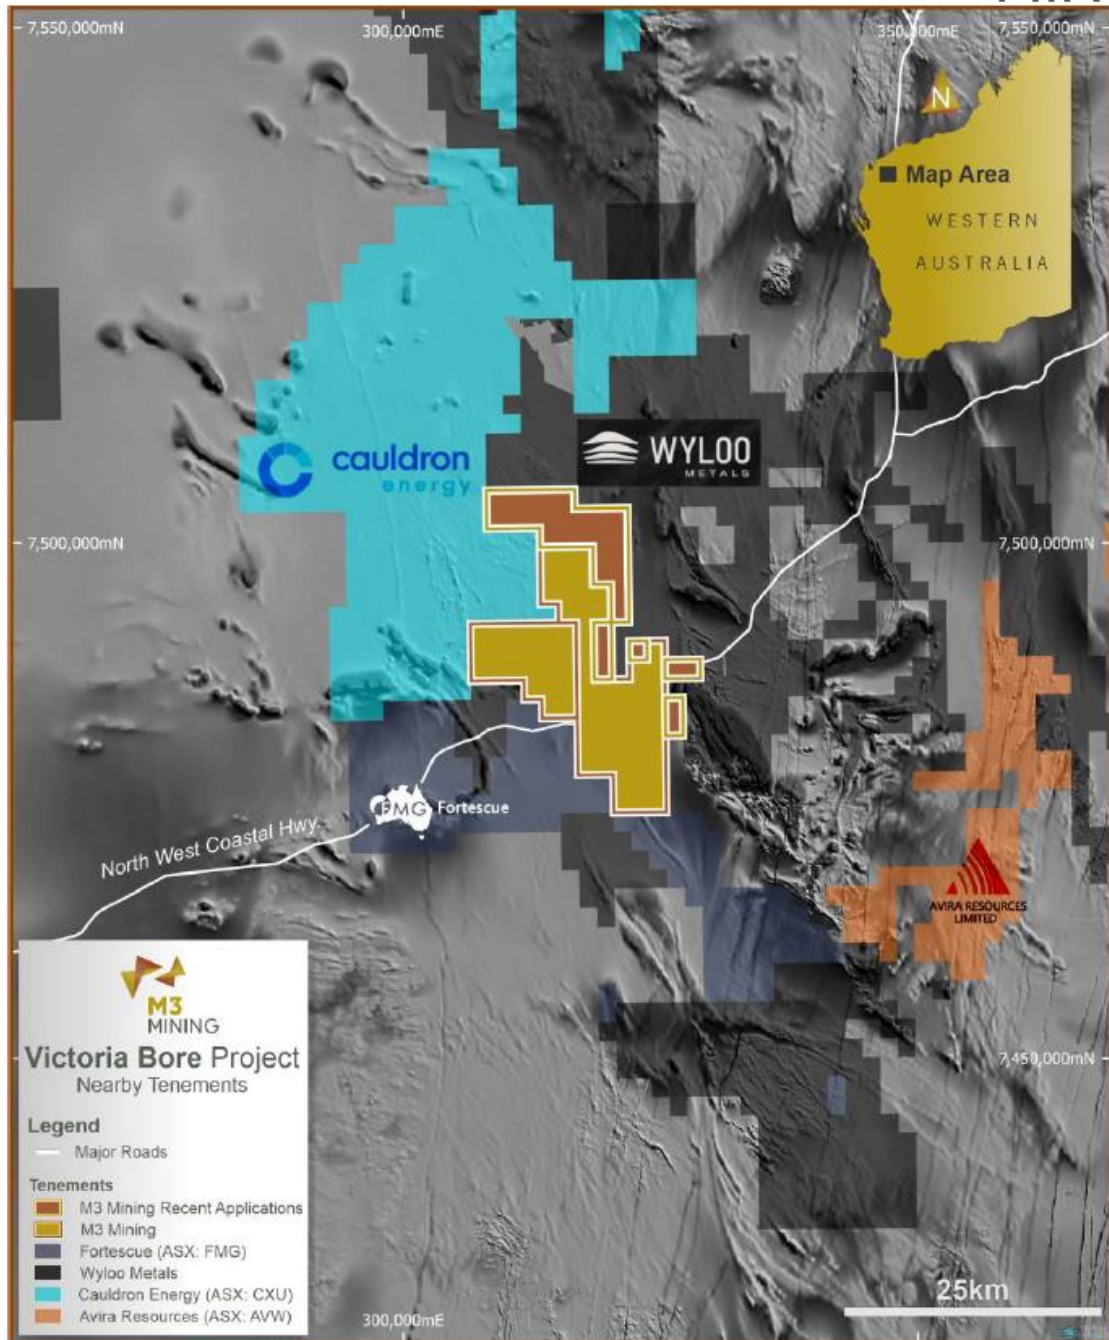 7,550,000mN
300,000mE
350,000mE
7,550,000mN
N
Map Area
WESTERN
AUSTRALIA
cauldron
energy
WYLOO
METALS
7,500,000mN
7,500,000mN
FMG Fortescue
North West Coastal Hwy
AVIRA RESOURCES
LIMITED
M3
MINING
Victoria Bore Project
Nearby Tenements
Legend
Major Roads
Tenements
M3 Mining Recent Applications
M3 Mining
Fortescue (ASX: FMG)
Wyloo Metals
Cauldron Energy (ASX: CXU)
Avira Resources (ASX: AVW)
7,450,000mN
25km
300,000mE